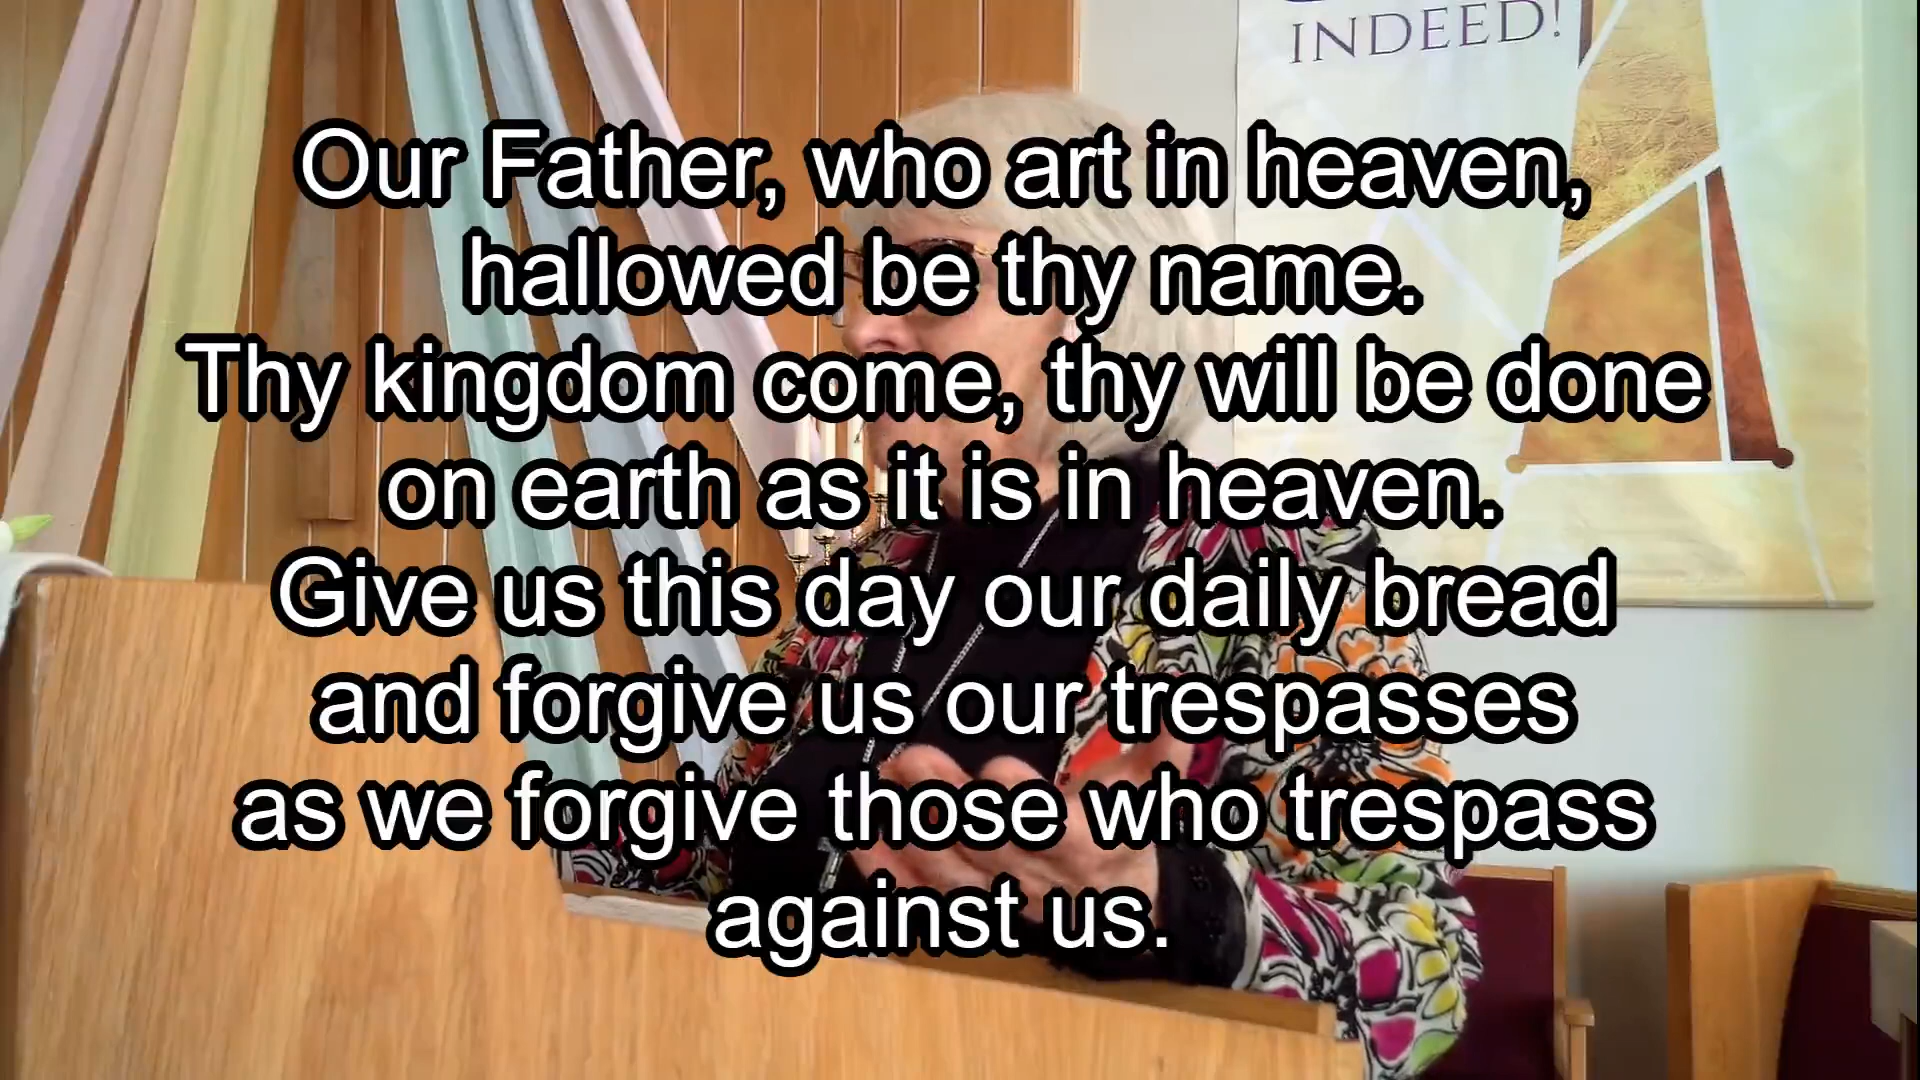 INDEED!
Our Father, who art in heaven,
hallowed be thy name.
Thy kingdom come, thy will be done
on earth as it is in heaven.
Give us this day our daily bread
and forgive us our trespasses
as we forgive those who trespass
against us.